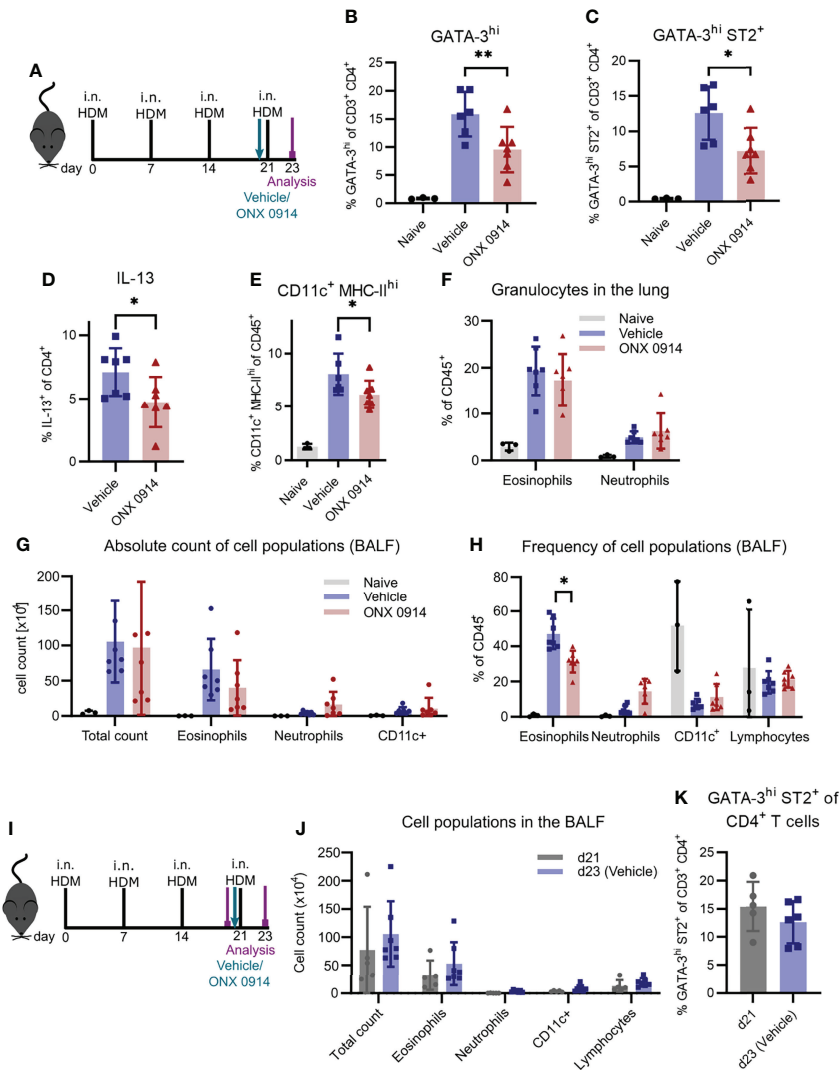 A
i.n.
HDM
i.n.
HDM
i.n.
HDM
i.n.
HDM
day
0
7
14
21
23
Analysis
Vehicle/
ONX 0914
B
GATA-3hi
**
% GATA-3hi of CD3+ CD4+
25
20
15
10
5
0
Naive
Vehicle
ONX 0914
C
GATA-3hi ST2+
*
% GATA-3hi ST2+ of CD3+ CD4+
20
15
10
5
0
Naive
Vehicle
ONX 0914
D
IL-13
*
% IL-13+ of CD4+
10
5
0
Vehicle
ONX 0914
E
CD11c+ MHC-IIhi
*
% CD11c+ MHC-IIhi of CD45+
10
5
0
Naive
Vehicle
ONX 0914
F
Granulocytes in the lung
Naive
Vehicle
ONX 0914
% of CD45+
30
20
10
0
Eosinophils
Neutrophils
G
Absolute count of cell populations (BALF)
Naive
Vehicle
ONX 0914
cell count [x10⁴]
200
150
100
50
0
Total count
Eosinophils
Neutrophils
CD11c+
H
Frequency of cell populations (BALF)
*
% of CD45+
80
60
40
20
0
Eosinophils
Neutrophils
CD11c+
Lymphocytes
I
i.n.
HDM
i.n.
HDM
i.n.
HDM
i.n.
HDM
day
0
7
14
21
23
Analysis
Vehicle/
ONX 0914
J
Cell populations in the BALF
d21
d23 (Vehicle)
Cell count (x10⁴)
250
200
150
100
50
0
Total count
Eosinophils
Neutrophils
CD11c+
Lymphocytes
K
GATA-3hi ST2+ of
CD4+ T cells
% GATA-3hi ST2+ of CD3+ CD4+
25
20
15
10
5
0
d21
d23 (Vehicle)